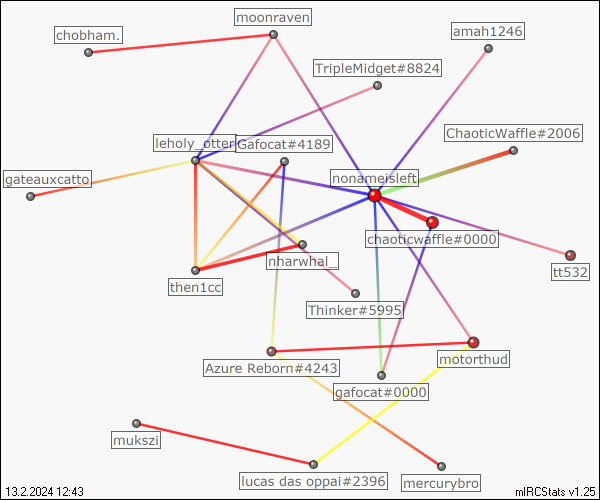 moonraven
amah1246
chobham.
TripleMidget#8824
ChaoticWaffle#2006
leholy_otter
Gafocat#4189
gateauxcatto
nonameisleft
chaoticwaffle#0000
nharwhal_
tt532
then1cc
Thinker#5995
Azure Reborn#4243
motorthud
gafocat#0000
mukszi
lucas das oppai#2396
mercurybro
13.2.2024 12:43
mIRCStats v1.25